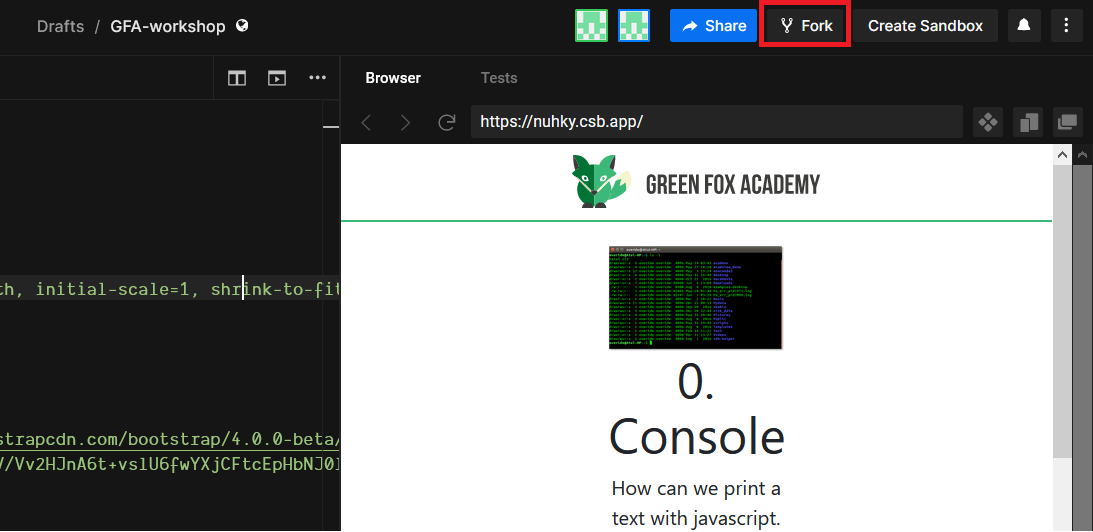 Drafts / GFA-workshop
Share
Fork
Create Sandbox
Browser
Tests
https://nuhky.csb.app/
GREEN FOX ACADEMY
th, initial-scale=1, shrink-to-fit
strapcdn.com/bootstrap/4.0.0-beta/
/Vv2HJnA6t+vslU6fwYXjCFtcEpHbNJ0
0.
Console
How can we print a
text with javascript.